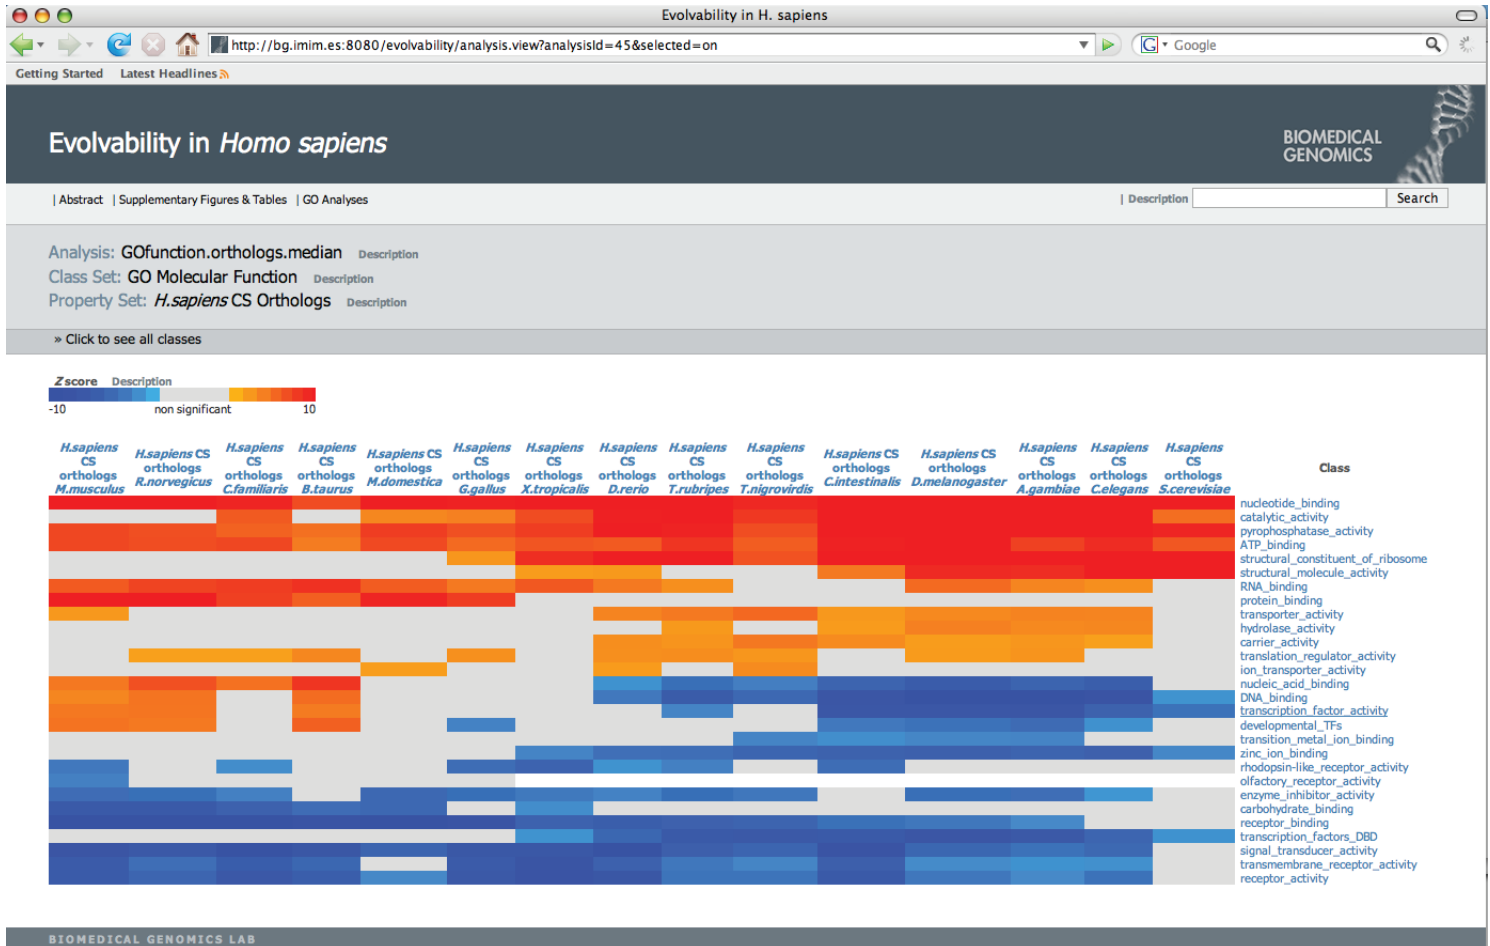 Evolvability in H. sapiens
http://bg.imim.es:8080/evolvability/analysis.view?analysisId=45&selected=on
G Google
Getting Started Latest Headlines
Evolvability in Homo sapiens
BIOMEDICAL
GENOMICS
| Abstract | Supplementary Figures & Tables | GO Analyses
| Description Search
Analysis: GOfunction.orthologs.median Description
Class Set: GO Molecular Function Description
Property Set: H.sapiens CS Orthologs Description
» Click to see all classes
Z score Description
-10 non significant 10
H.sapiens CS orthologs M.musculus
H.sapiens CS orthologs R.norvegicus
H.sapiens CS orthologs C.familiaris
H.sapiens CS orthologs B.taurus
H.sapiens CS orthologs M.domestica
H.sapiens CS orthologs G.gallus
H.sapiens CS orthologs X.tropicalis
H.sapiens CS orthologs D.rerio
H.sapiens CS orthologs T.rubripes
H.sapiens CS orthologs T.nigrovirdis
H.sapiens CS orthologs C.intestinalis
H.sapiens CS orthologs D.melanogaster
H.sapiens CS orthologs A.gambiae
H.sapiens CS orthologs C.elegans
H.sapiens CS orthologs S.cerevisiae
Class
nucleotide_binding
catalytic_activity
pyrophosphatase_activity
ATP_binding
structural_constituent_of_ribosome
structural_molecule_activity
RNA_binding
protein_binding
transporter_activity
hydrolase_activity
carrier_activity
translation_regulator_activity
ion_transporter_activity
nucleic_acid_binding
DNA_binding
transcription_factor_activity
developmental_TFs
transition_metal_ion_binding
zinc_ion_binding
rhodopsin-like_receptor_activity
olfactory_receptor_activity
enzyme_inhibitor_activity
carbohydrate_binding
receptor_binding
transcription_factors_DBD
signal_transducer_activity
transmembrane_receptor_activity
receptor_activity
BIOMEDICAL GENOMICS LAB